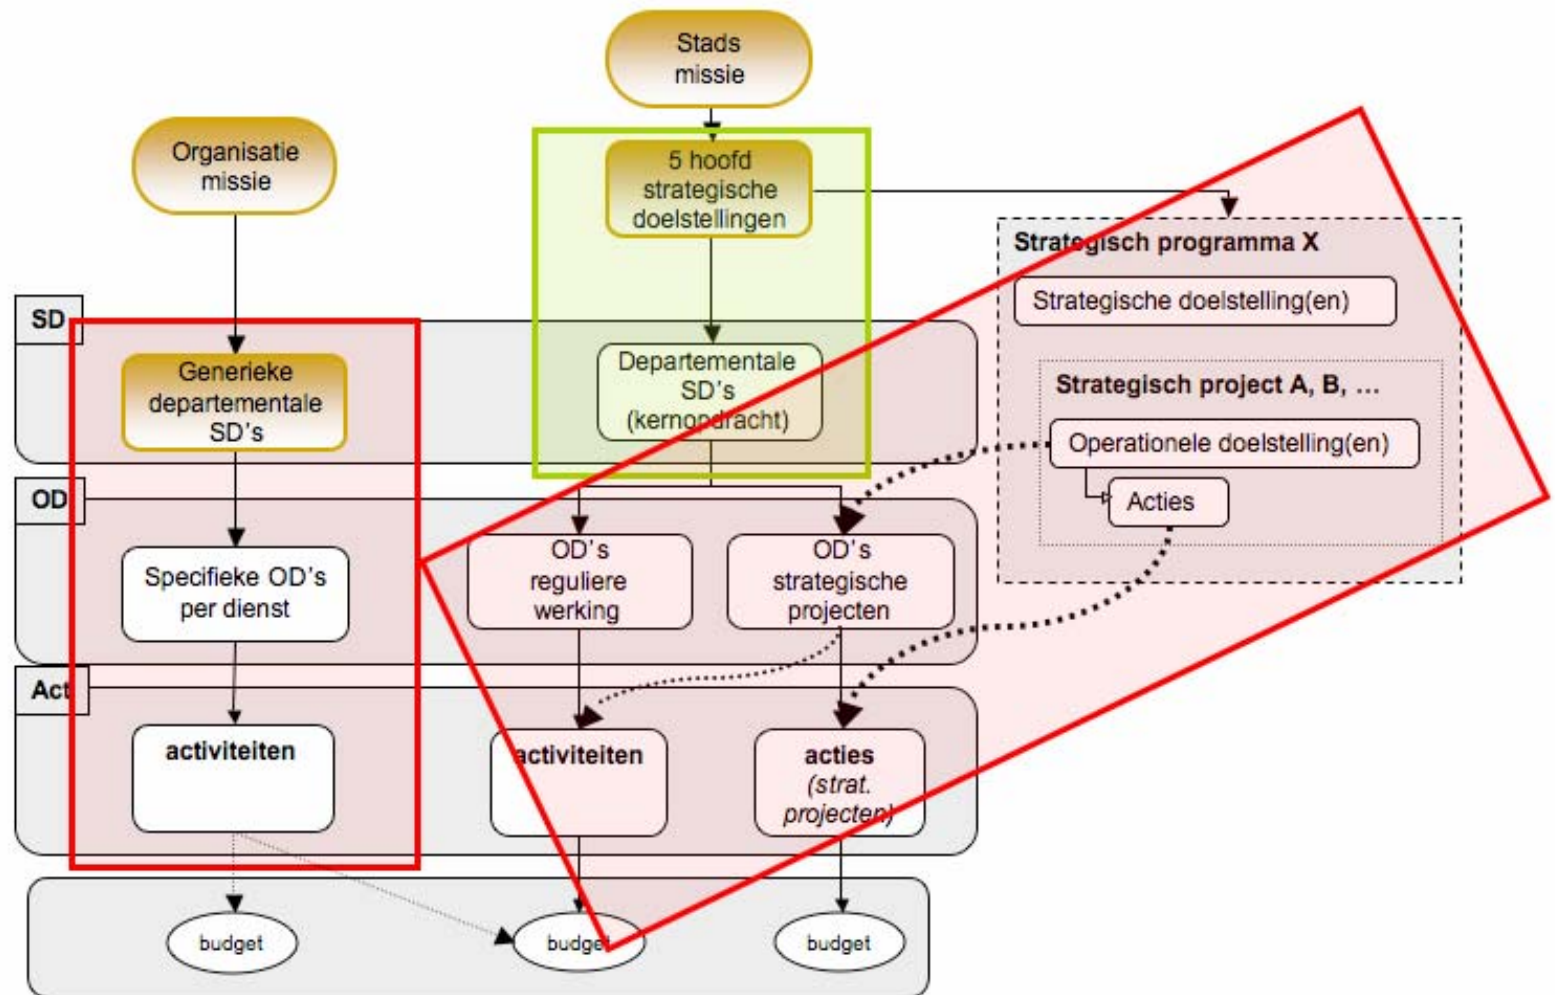 Stads
missie
Organisatie
missie
5 hoofd
strategische
doelstellingen
Strategisch programma X
Strategische doelstelling(en)
SD
Generieke
departementale
SD's
Departementale
SD's
(kernopdracht)
Strategisch project A, B, …
Operationele doelstelling(en)
Acties
OD
Specifieke OD's
per dienst
OD's
reguliere
werking
OD's
strategische
projecten
Act
activiteiten
activiteiten
acties
(strat.
projecten)
budget
budget
budget